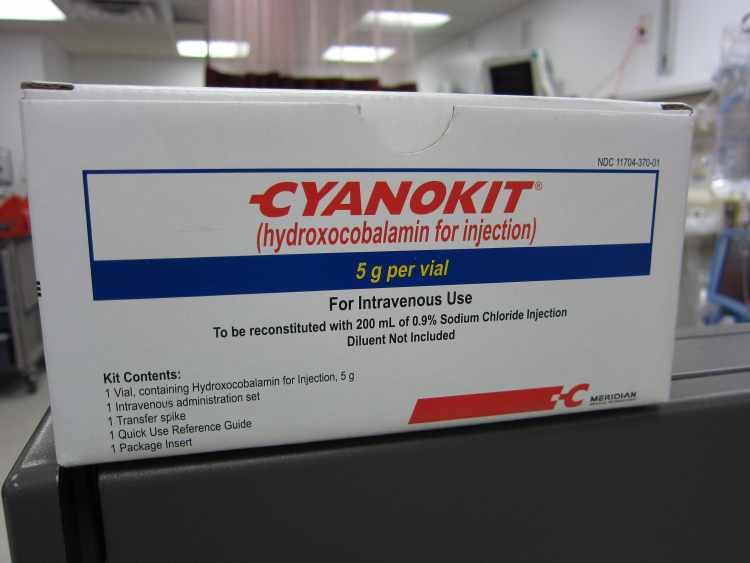 NDC 11704-370-01
CYANOKIT®
(hydroxocobalamin for injection)
5 g per vial
For Intravenous Use
To be reconstituted with 200 mL of 0.9% Sodium Chloride Injection
Diluent Not Included
Kit Contents:
1 Vial, containing Hydroxocobalamin for Injection, 5 g
1 Intravenous administration set
1 Transfer spike
1 Quick Use Reference Guide
1 Package Insert
MERIDIAN